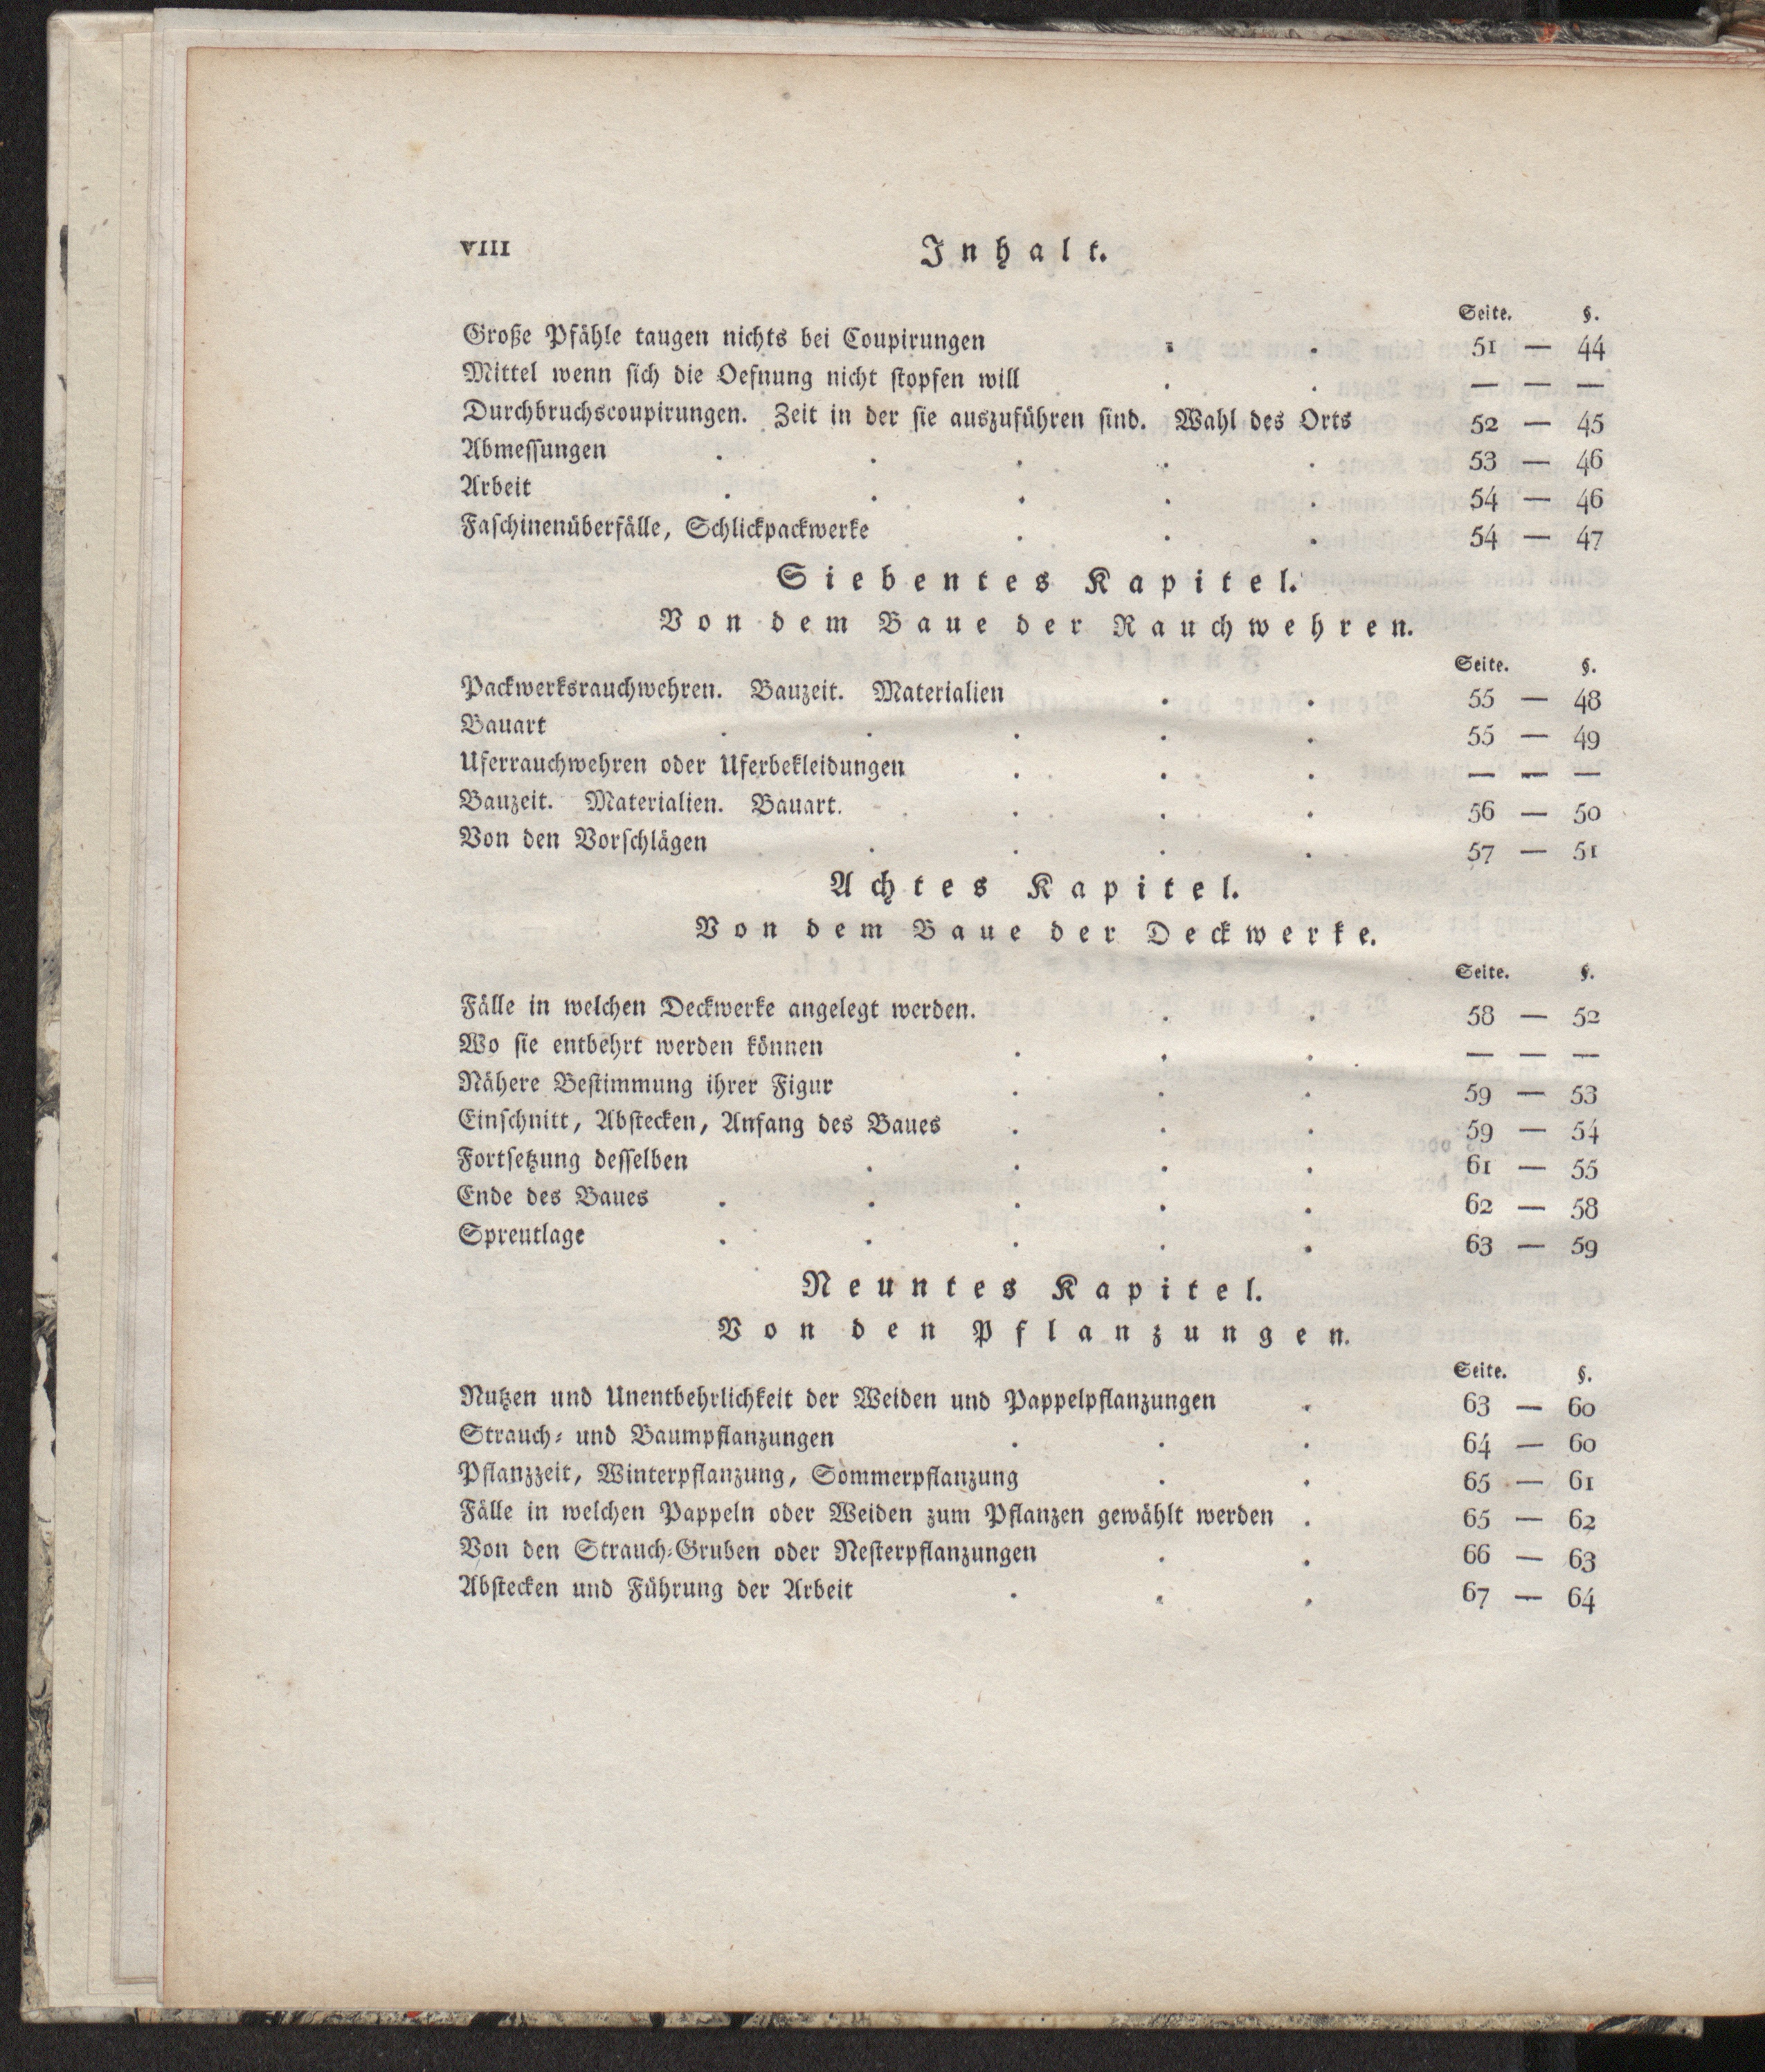 VIII Inhalt.
Seite. §.
Große Pfähle taugen nichts bei Coupirungen . . 51 — 44
Mittel wenn sich die Oefnung nicht stopfen will . . — — —
Durchbruchscoupirungen. Zeit in der sie auszuführen sind. Wahl des Orts 52 — 45
Abmessungen . . . . . 53 — 46
Arbeit . . . . . 54 — 46
Faschinenüberfälle, Schlickpackwerke . . . 54 — 47
Siebentes Kapitel.
Von dem Baue der Rauchwehren.
Seite. §.
Packwerksrauchwehren. Bauzeit. Materialien . . 55 — 48
Bauart . . . . . 55 — 49
Uferrauchwehren oder Uferbekleidungen . . . — — —
Bauzeit. Materialien. Bauart. . . . 56 — 50
Von den Vorschlägen . . . . 57 — 51
Achtes Kapitel.
Von dem Baue der Deckwerke.
Seite. §.
Fälle in welchen Deckwerke angelegt werden. . . 58 — 52
Wo sie entbehrt werden können . . . — — —
Nähere Bestimmung ihrer Figur . . . 59 — 53
Einschnitt, Abstecken, Anfang des Baues . . . 59 — 54
Fortsetzung desselben . . . . 61 — 55
Ende des Baues . . . . . 62 — 58
Spreutlage . . . . . 63 — 59
Neuntes Kapitel.
Von den Pflanzungen.
Seite. §.
Nutzen und Unentbehrlichkeit der Weiden und Pappelpflanzungen . 63 — 60
Strauch- und Baumpflanzungen . . . 64 — 60
Pflanzzeit, Winterpflanzung, Sommerpflanzung . . 65 — 61
Fälle in welchen Pappeln oder Weiden zum Pflanzen gewählt werden . 65 — 62
Von den Strauch-Gruben oder Nesterpflanzungen . . 66 — 63
Abstecken und Führung der Arbeit . . . 67 — 64